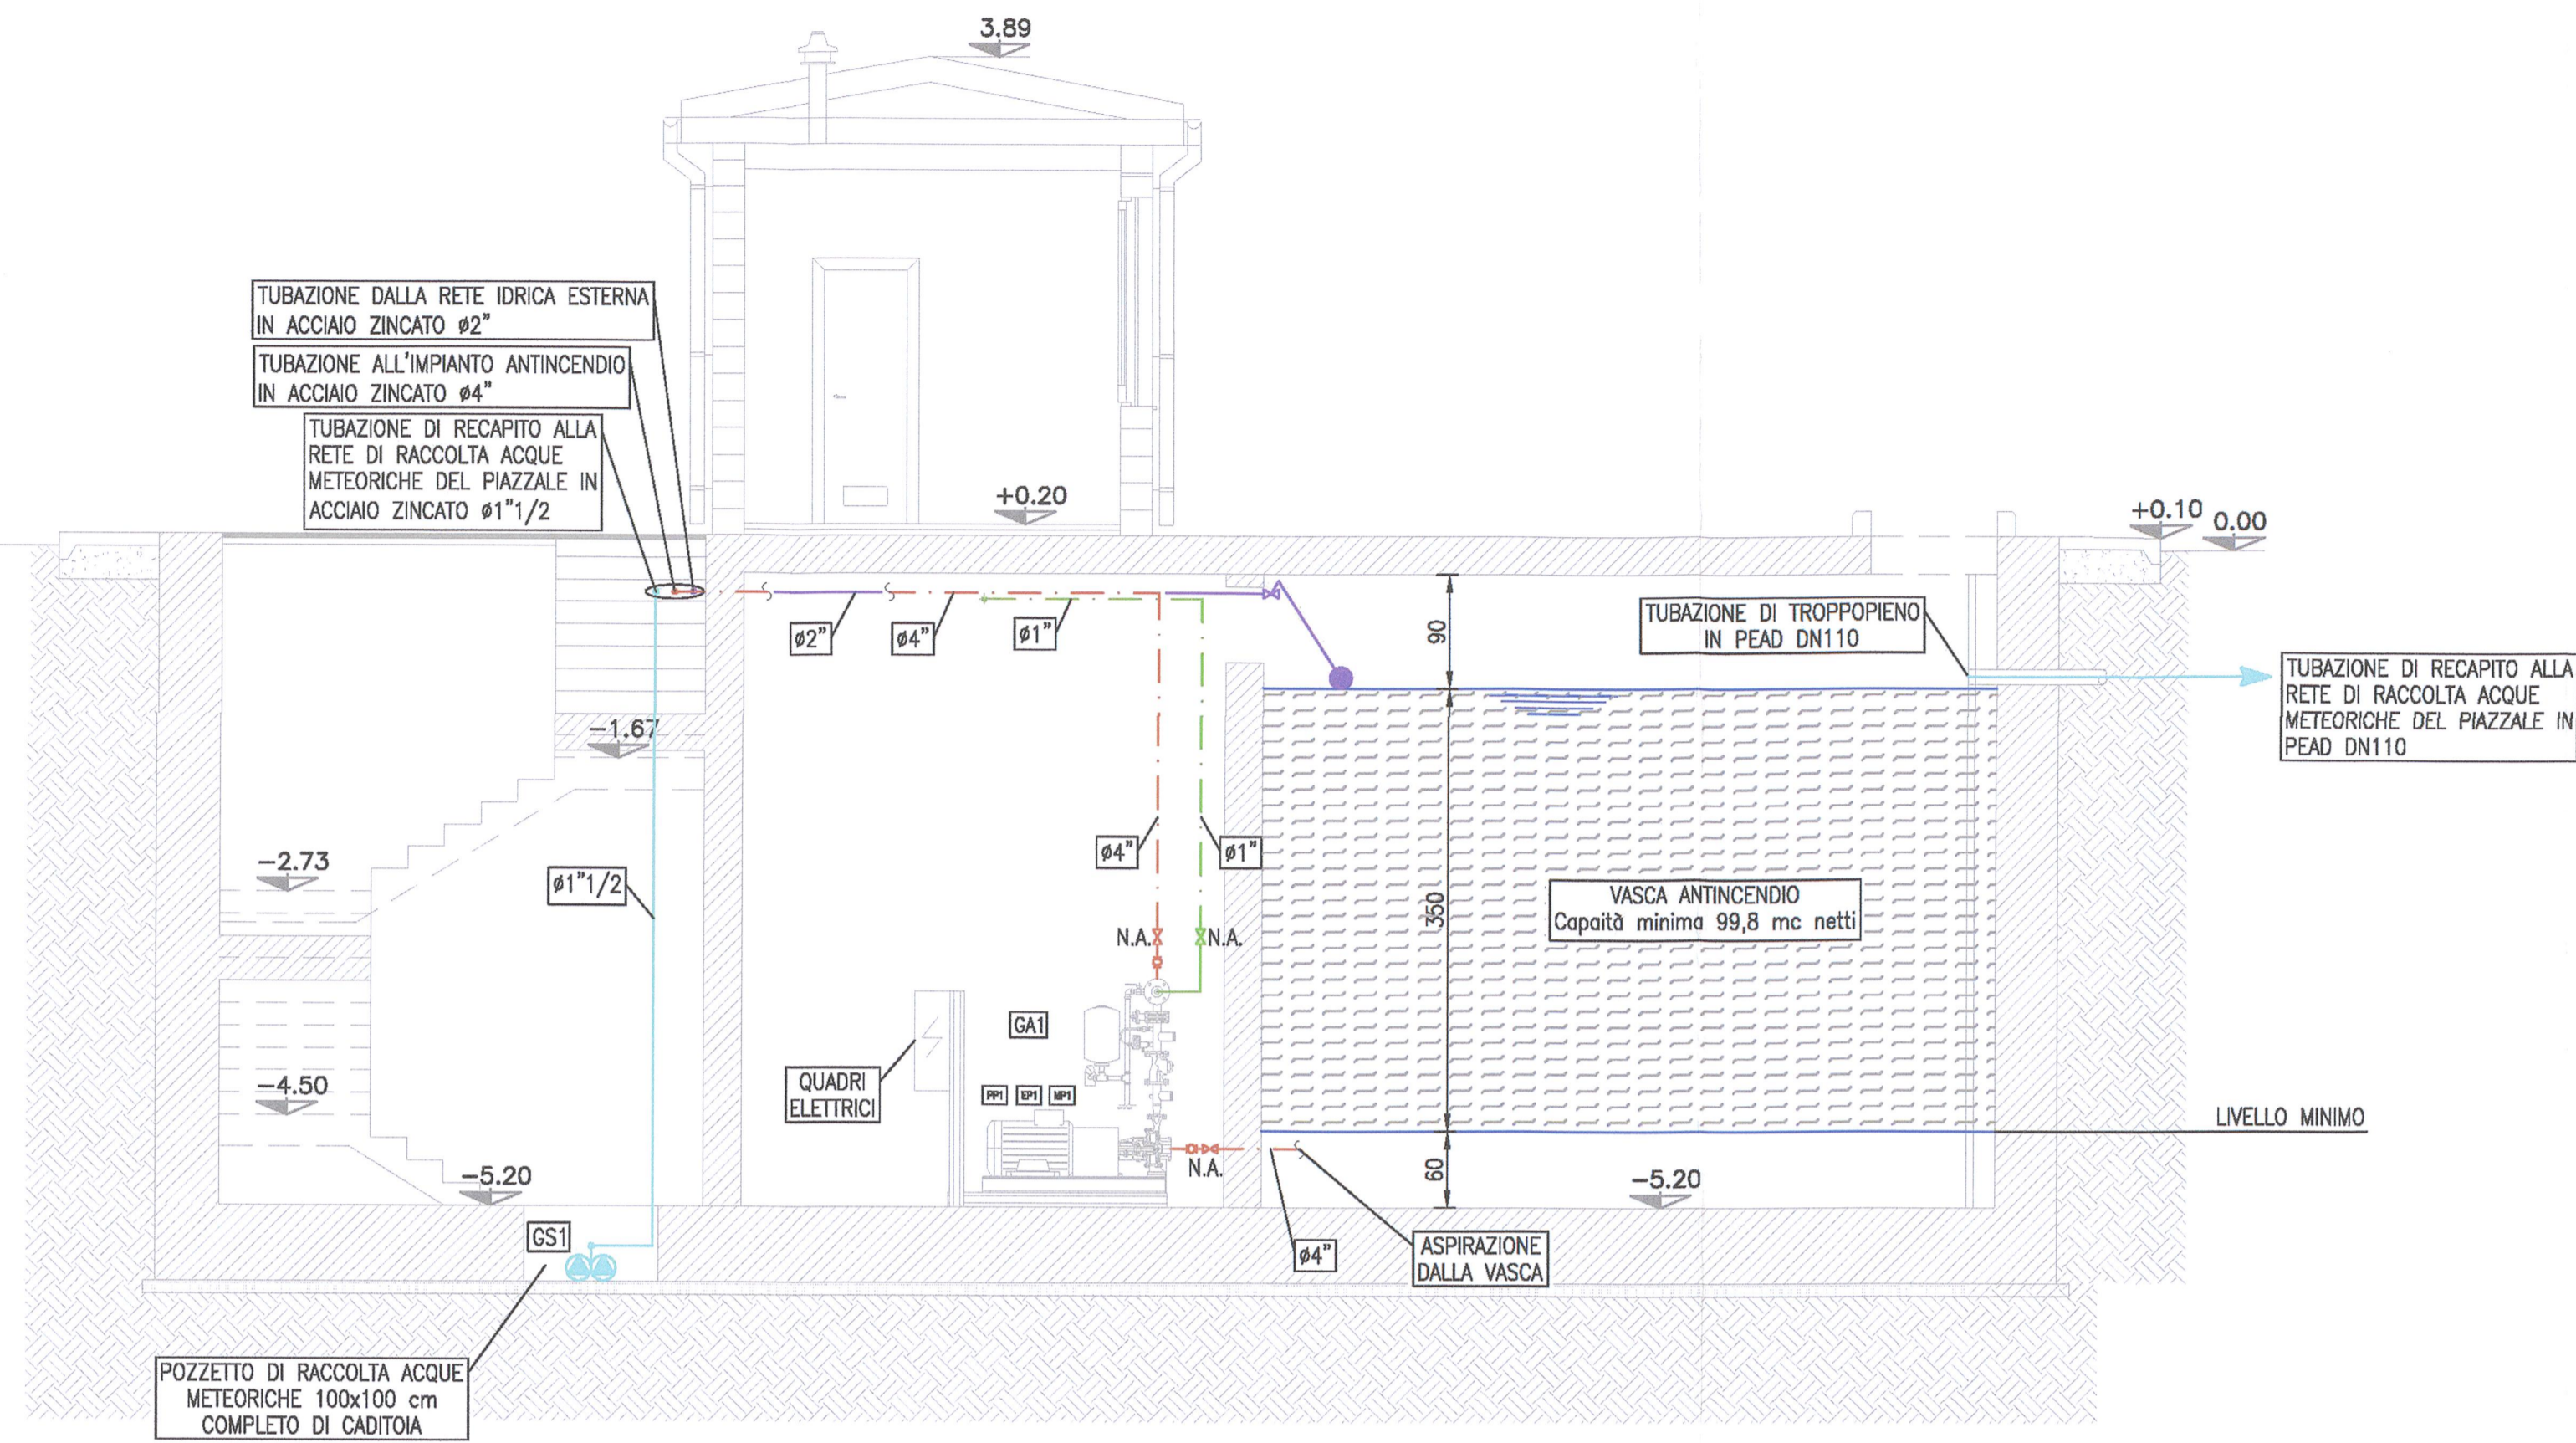 3.89
TUBAZIONE DALLA RETE IDRICA ESTERNA
IN ACCIAIO ZINCATO ø2"
TUBAZIONE ALL'IMPIANTO ANTINCENDIO
IN ACCIAIO ZINCATO ø4"
TUBAZIONE DI RECAPITO ALLA
RETE DI RACCOLTA ACQUE
METEORICHE DEL PIAZZALE IN
ACCIAIO ZINCATO ø1"1/2
+0.20
+0.10
0.00
ø2"
ø4"
ø1"
90
TUBAZIONE DI TROPPOPIENO
IN PEAD DN110
TUBAZIONE DI RECAPITO ALLA
RETE DI RACCOLTA ACQUE
METEORICHE DEL PIAZZALE IN
PEAD DN110
-1.67
-2.73
ø1"1/2
ø4"
ø1"
350
VASCA ANTINCENDIO
Capaità minima 99,8 mc netti
N.A.
N.A.
GA1
QUADRI
ELETTRICI
PP1
EP1
MP1
-4.50
LIVELLO MINIMO
N.A.
60
-5.20
-5.20
GS1
ø4"
ASPIRAZIONE
DALLA VASCA
POZZETTO DI RACCOLTA ACQUE
METEORICHE 100x100 cm
COMPLETO DI CADITOIA